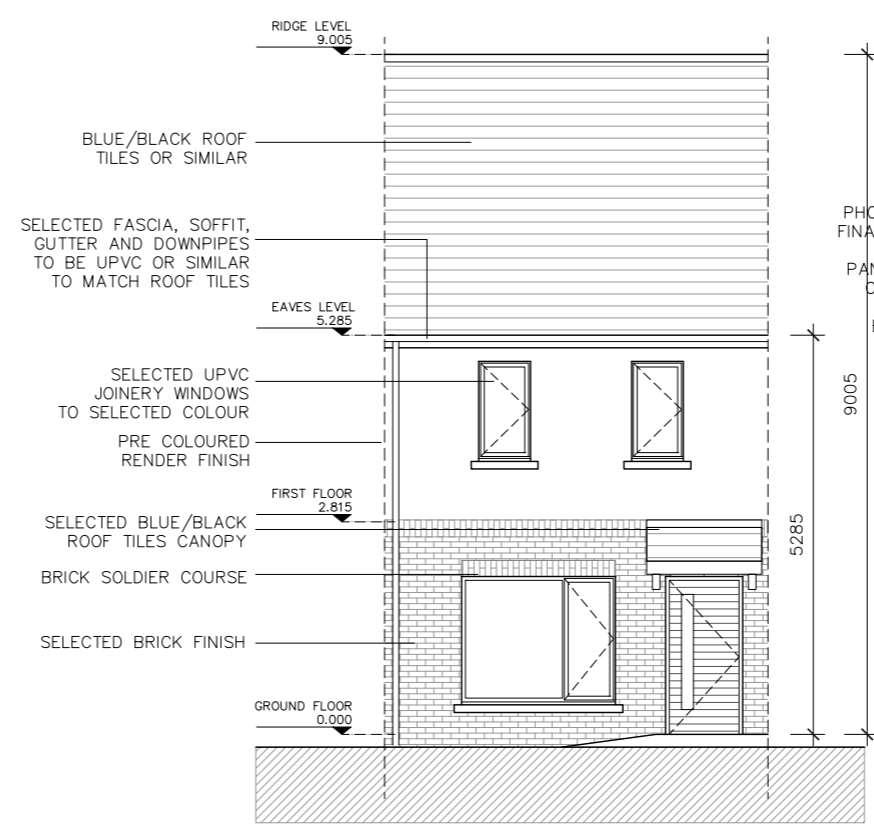 RIDGE LEVEL
9.005
BLUE/BLACK ROOF
TILES OR SIMILAR
SELECTED FASCIA, SOFFIT,
GUTTER AND DOWNPIPES
TO BE UPVC OR SIMILAR
TO MATCH ROOF TILES
EAVES LEVEL
5.285
SELECTED UPVC
JOINERY WINDOWS
TO SELECTED COLOUR
PRE COLOURED
RENDER FINISH
FIRST FLOOR
2.815
SELECTED BLUE/BLACK
ROOF TILES CANOPY
BRICK SOLDIER COURSE
SELECTED BRICK FINISH
GROUND FLOOR
0.000
5285
9005
PHO
FINA
PAN